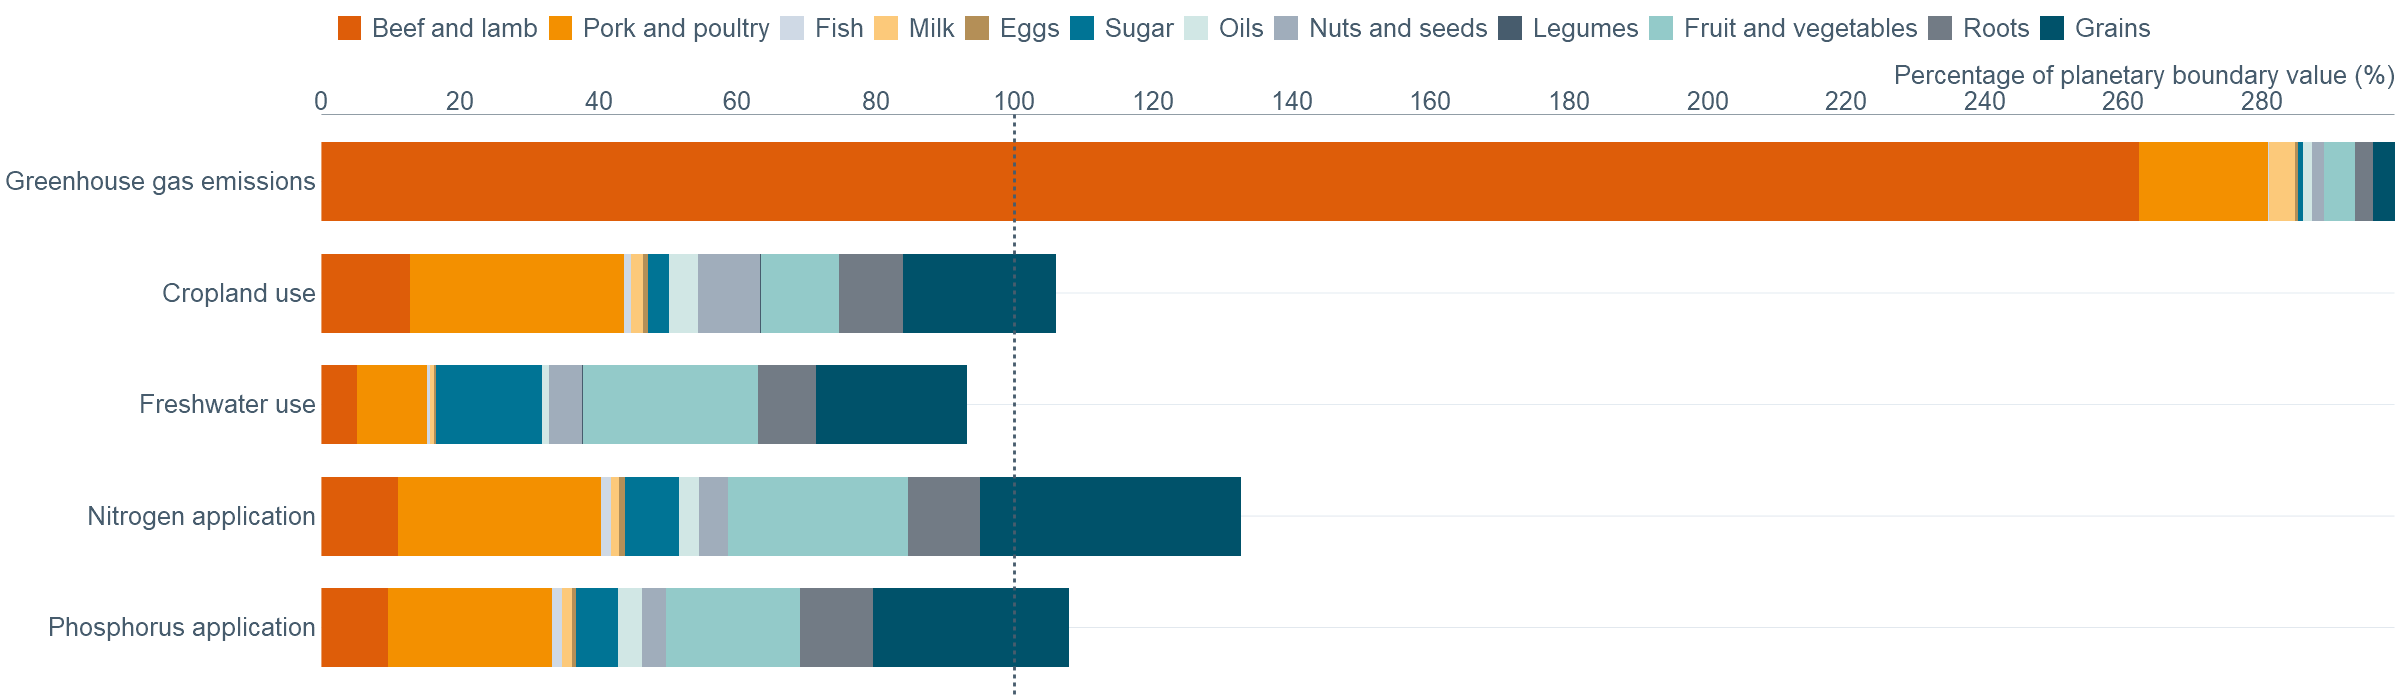 Beef and lamb Pork and poultry Fish Milk Eggs Sugar Oils Nuts and seeds Legumes Fruit and vegetables Roots Grains
Percentage of planetary boundary value (%)
0 20 40 60 80 100 120 140 160 180 200 220 240 260 280
Greenhouse gas emissions
Cropland use
Freshwater use
Nitrogen application
Phosphorus application